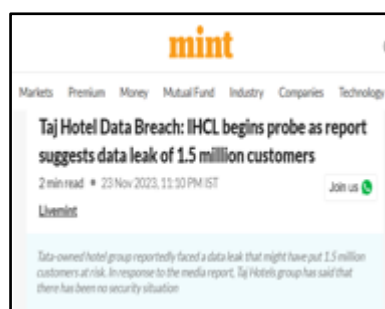 mint
Markets Premium Money Mutual Fund Industry Companies Technology
Taj Hotel Data Breach: IHCL begins probe as report
suggests data leak of 1.5 million customers
2 min read • 23 Nov 2023, 11:10 PM IST
Join us
Livemint
Tata-owned hotel group reportedly faced a data leak that might have put 1.5 million
customers at risk. In response to the media report, Taj Hotels group has said that
there has been no security situation